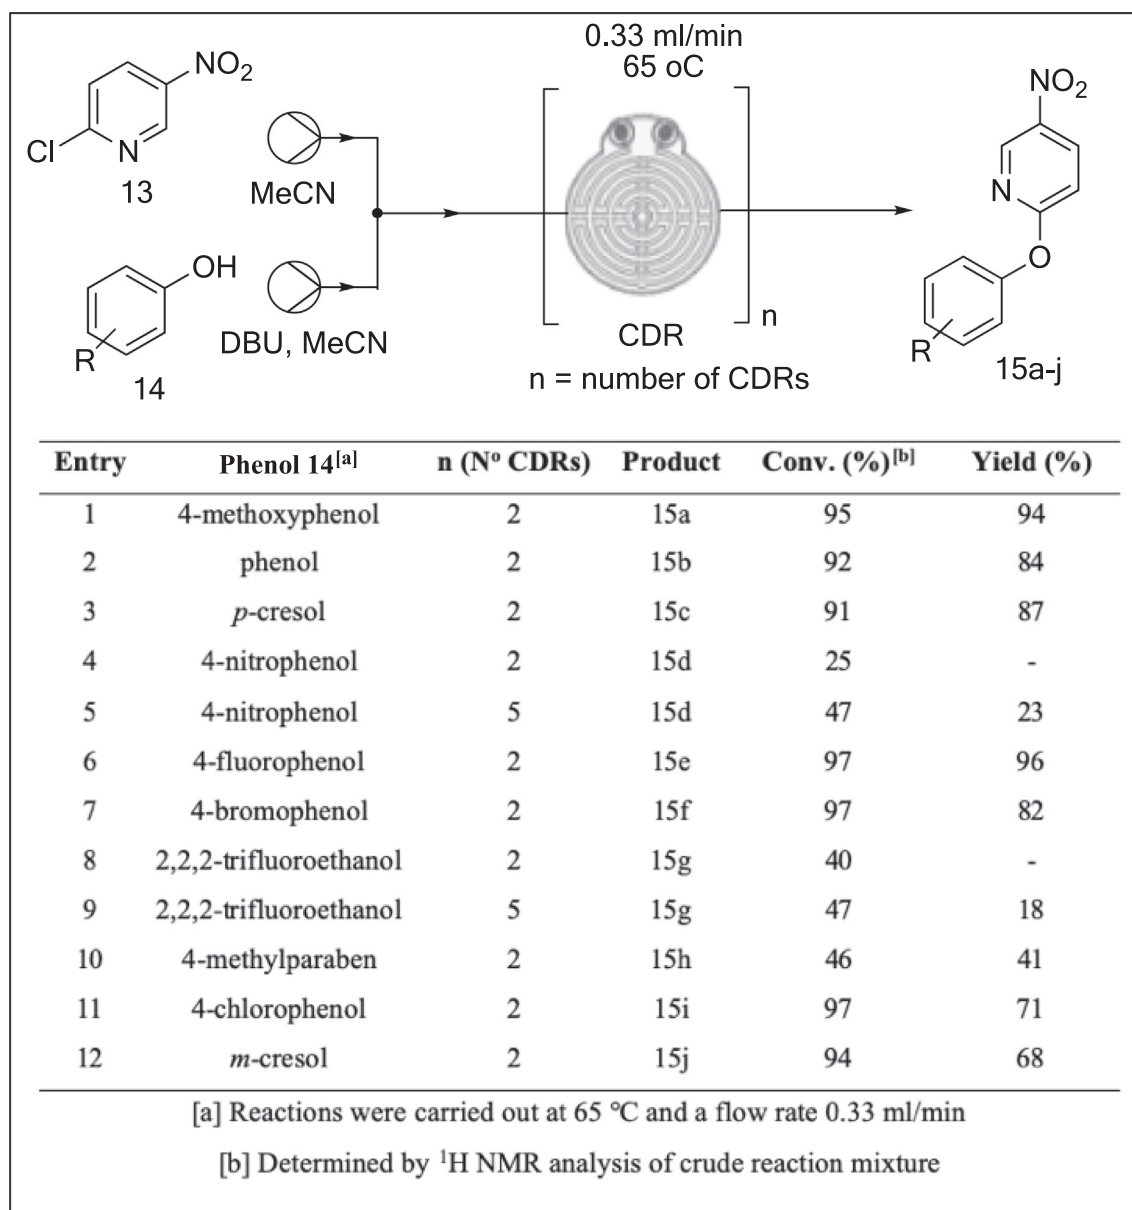 0.33 ml/min
65 oC
NO2
Cl
N
13
MeCN
OH
R
14
DBU, MeCN
CDR
n
n = number of CDRs
NO2
N
O
R
15a-j
Entry Phenol 14[a] n (Nº CDRs) Product Conv. (%)[b] Yield (%)
1 4-methoxyphenol 2 15a 95 94
2 phenol 2 15b 92 84
3 p-cresol 2 15c 91 87
4 4-nitrophenol 2 15d 25 -
5 4-nitrophenol 5 15d 47 23
6 4-fluorophenol 2 15e 97 96
7 4-bromophenol 2 15f 97 82
8 2,2,2-trifluoroethanol 2 15g 40 -
9 2,2,2-trifluoroethanol 5 15g 47 18
10 4-methylparaben 2 15h 46 41
11 4-chlorophenol 2 15i 97 71
12 m-cresol 2 15j 94 68
[a] Reactions were carried out at 65 ℃ and a flow rate 0.33 ml/min
[b] Determined by ¹H NMR analysis of crude reaction mixture